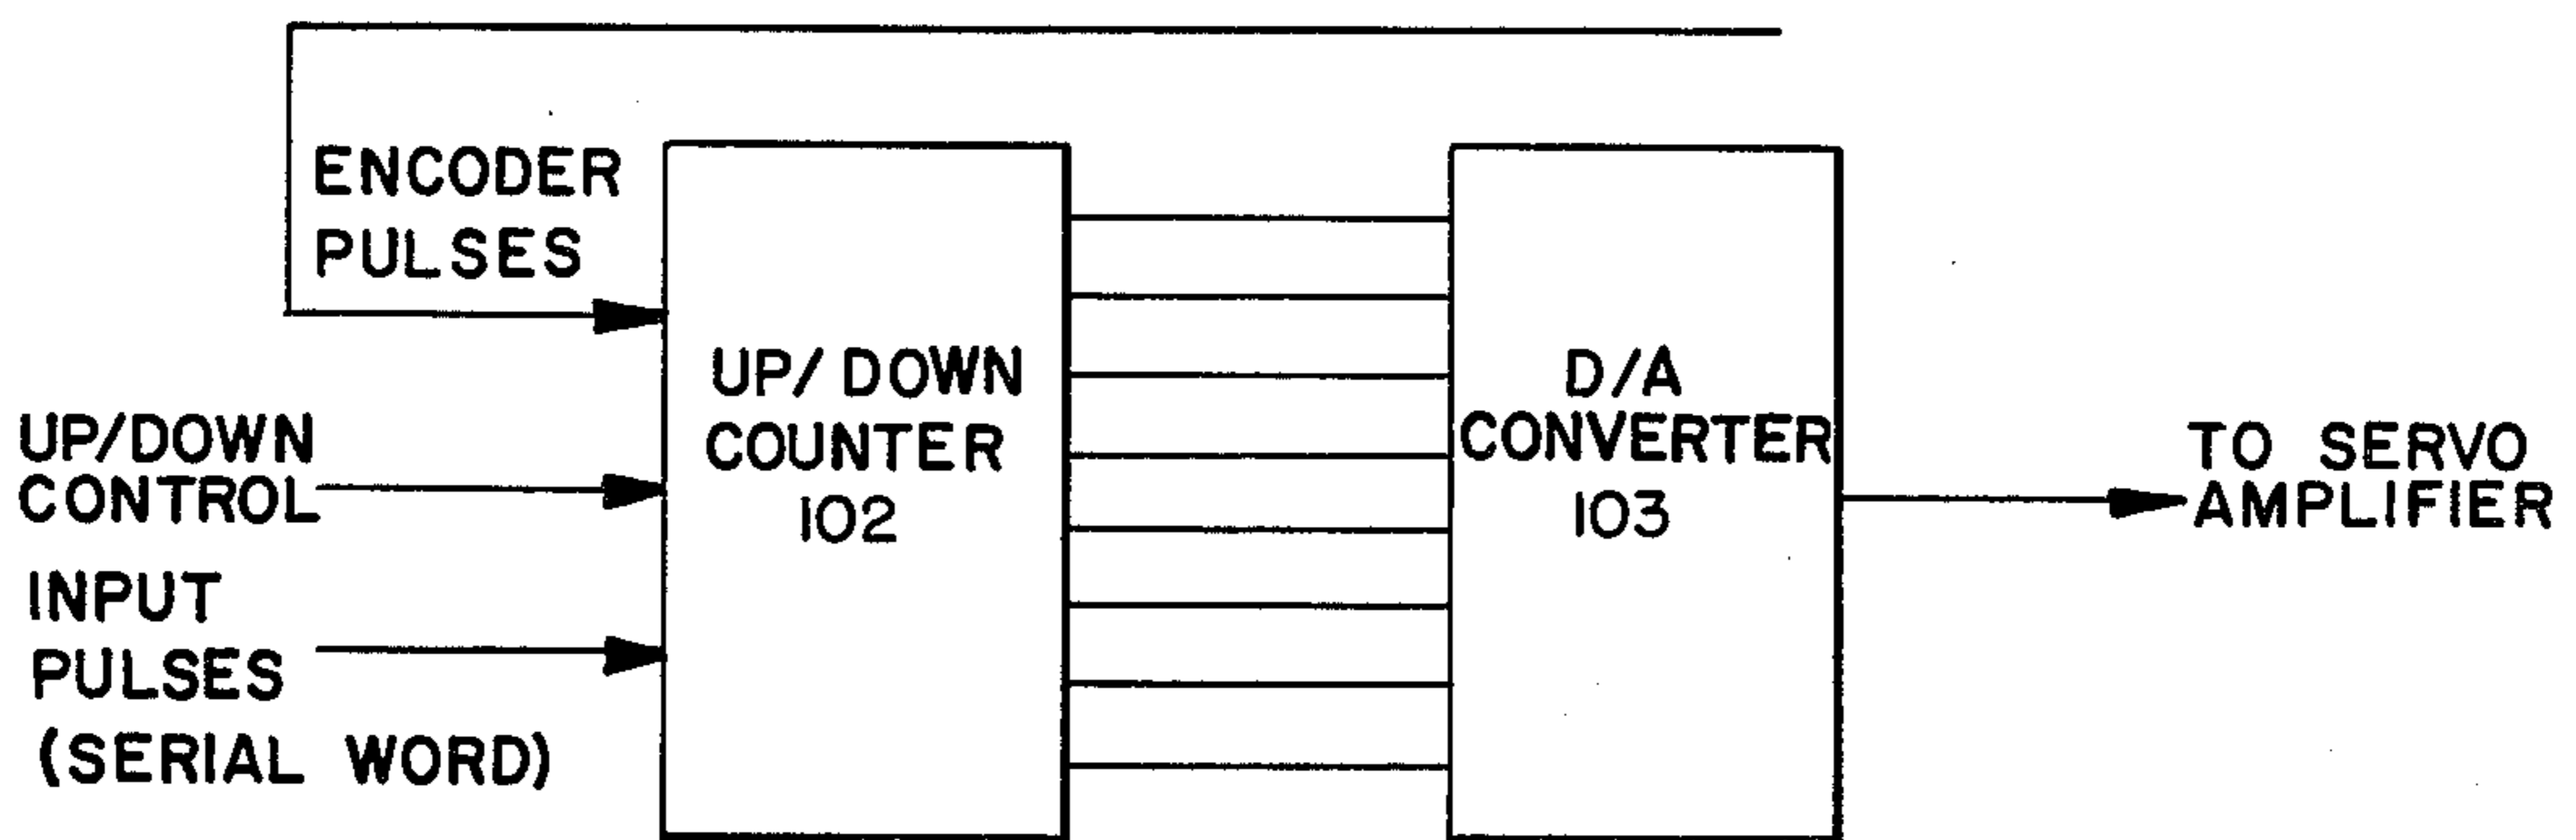 ENCODER
PULSES
UP/DOWN
CONTROL
INPUT
PULSES
(SERIAL WORD)
UP/DOWN
COUNTER
102
D/A
CONVERTER
103
TO SERVO
AMPLIFIER